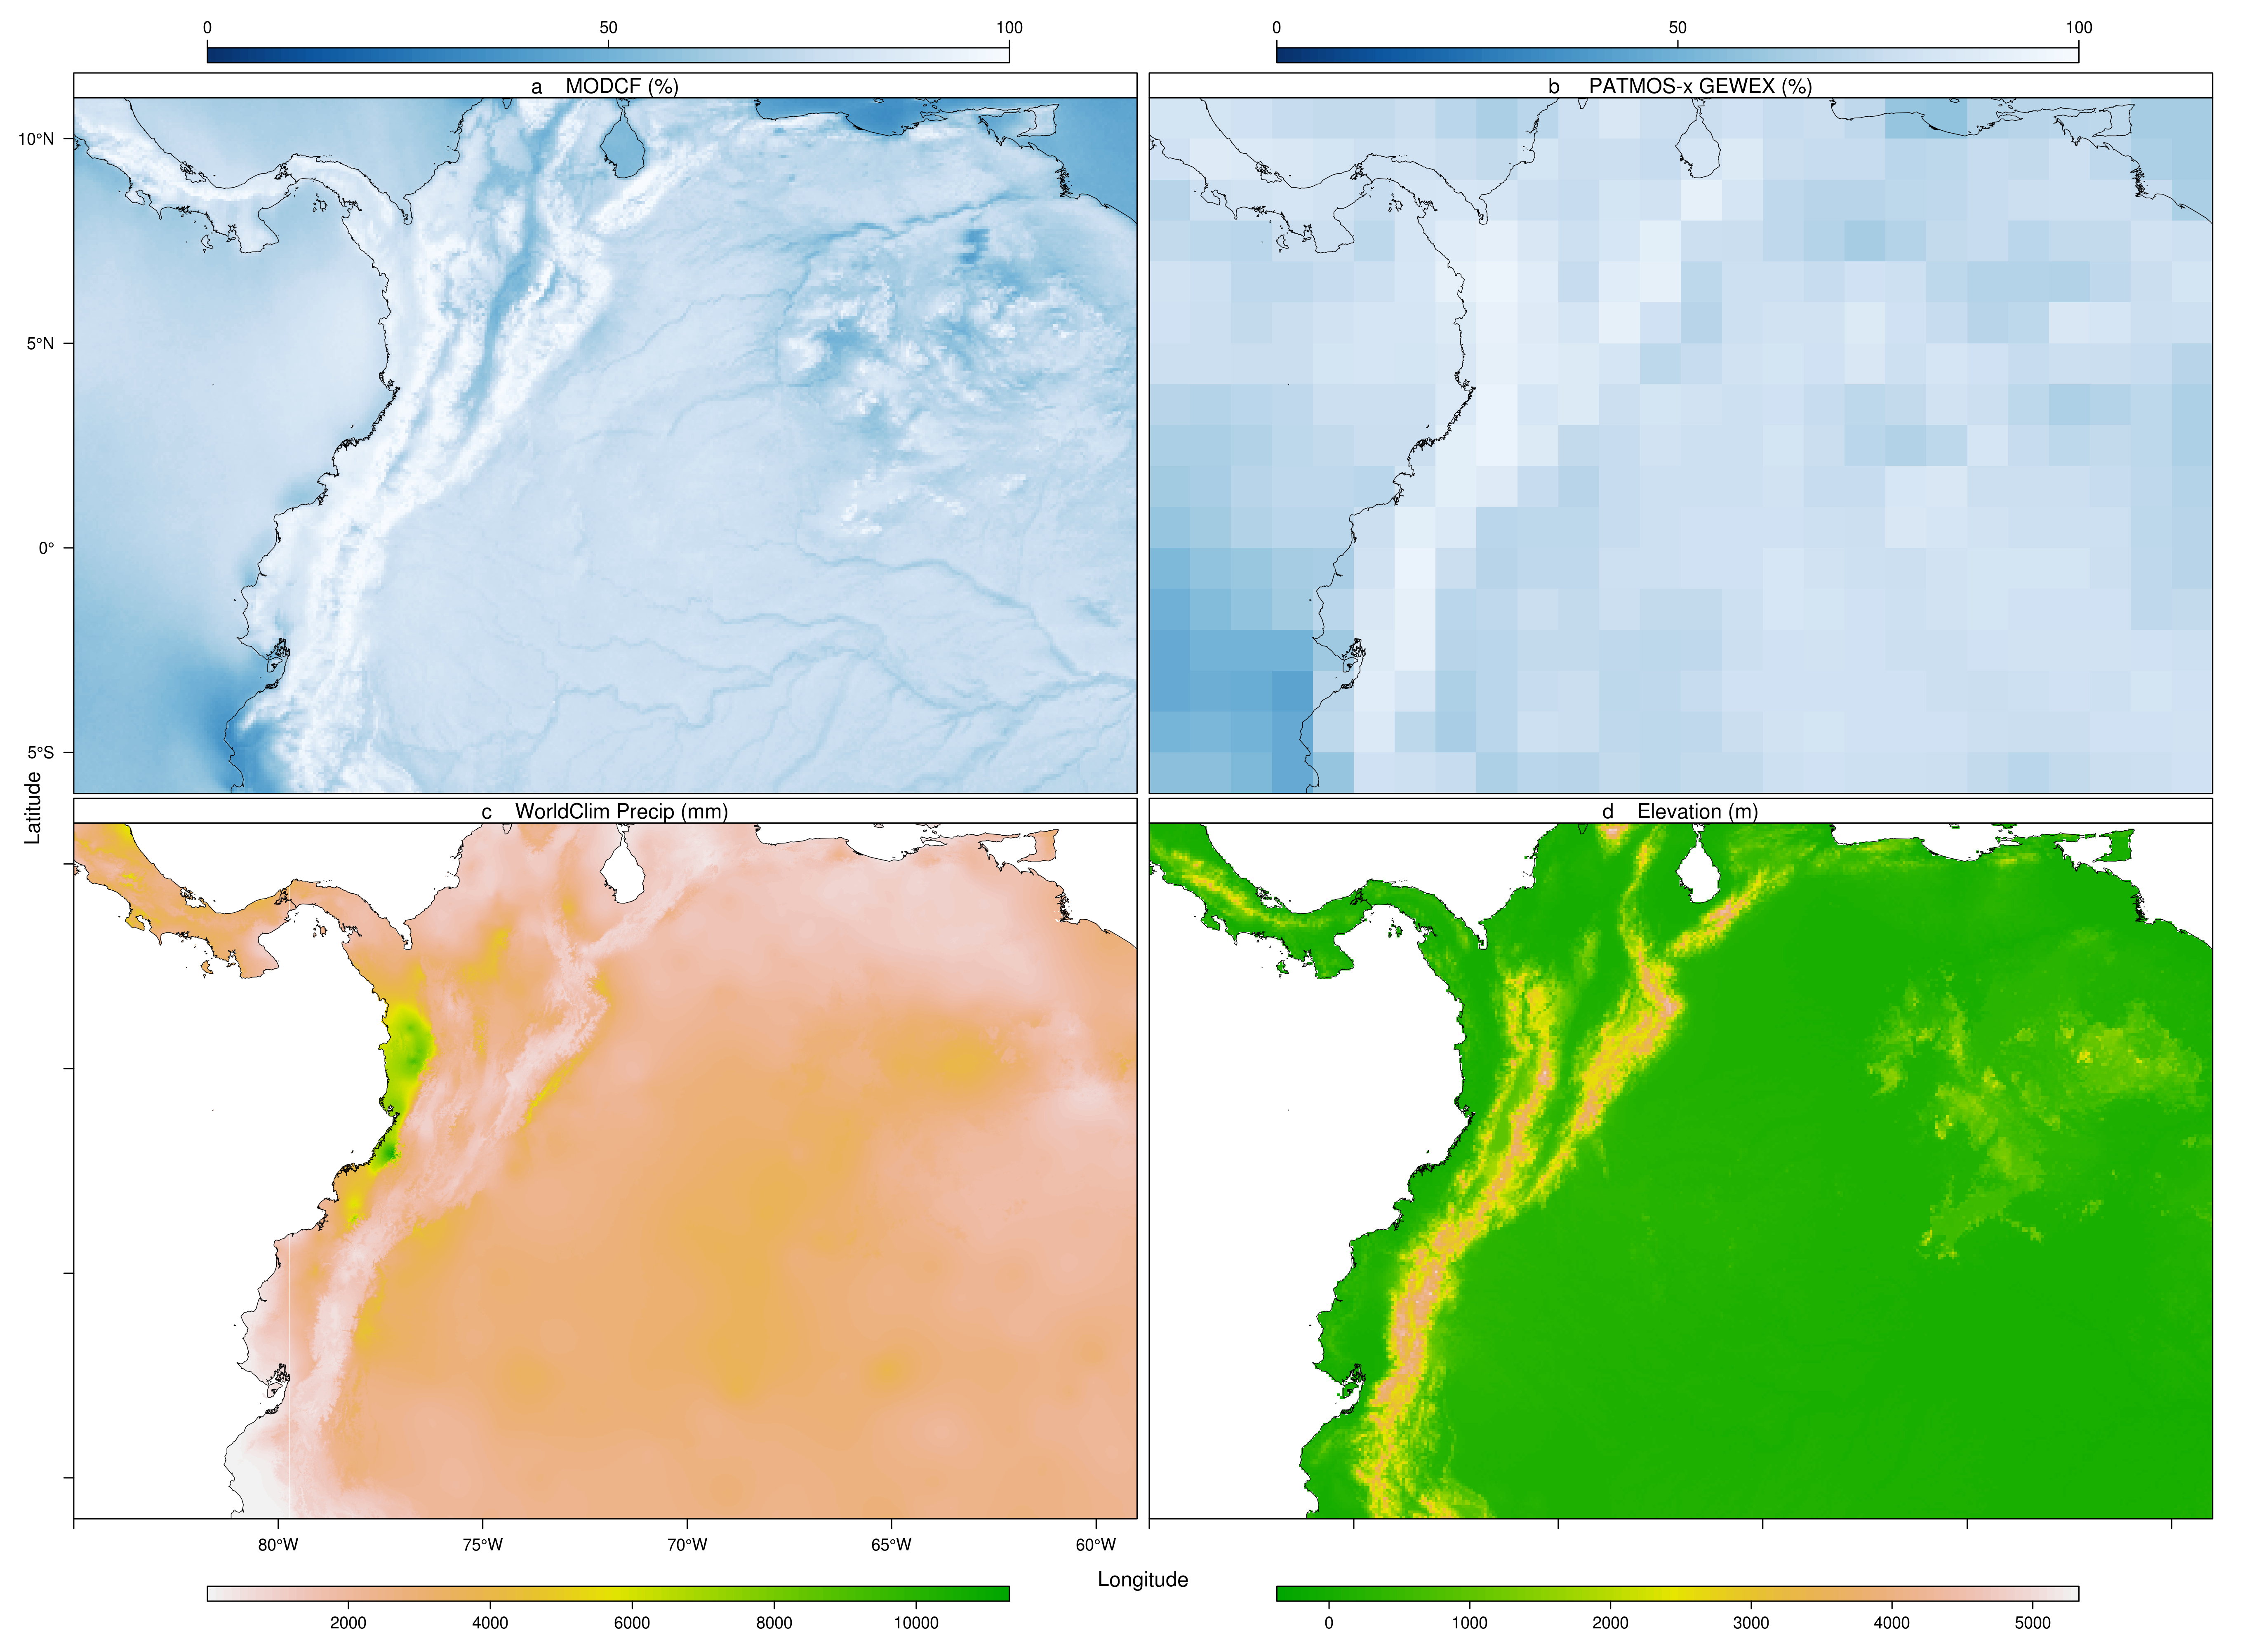 0 50 100
0 50 100
a MODCF (%)
b PATMOS-x GEWEX (%)
10°N
5°N
0°
5°S
Latitude
c WorldClim Precip (mm)
d Elevation (m)
80°W 75°W 70°W 65°W 60°W
Longitude
2000 4000 6000 8000 10000
0 1000 2000 3000 4000 5000